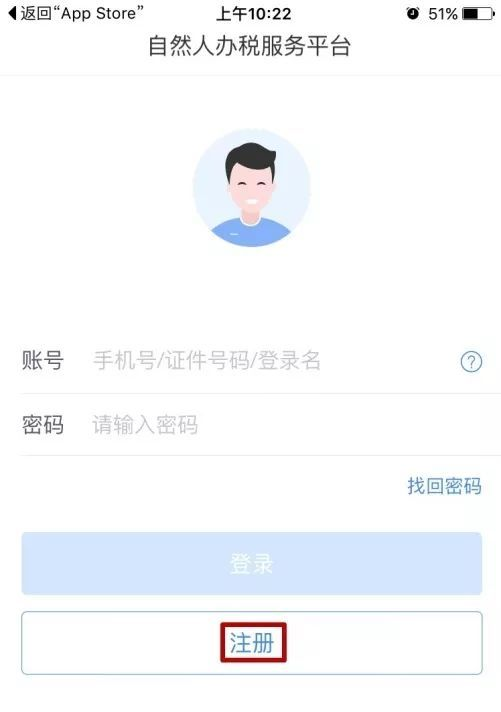 返回“App Store” 上午10:22 51%
自然人办税服务平台
账号 手机号/证件号码/登录名 ?
密码 请输入密码
找回密码
登录
注册